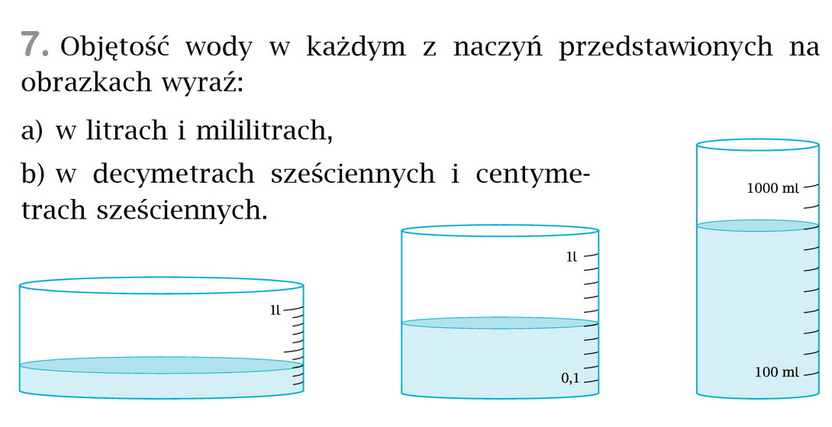 7. Objętość wody w każdym z naczyń przedstawionych na
obrazkach wyraź:
a) w litrach i mililitrach,
b) w decymetrach sześciennych i centyme-
trach sześciennych.
1l
1l
0,1
1000 ml
100 ml